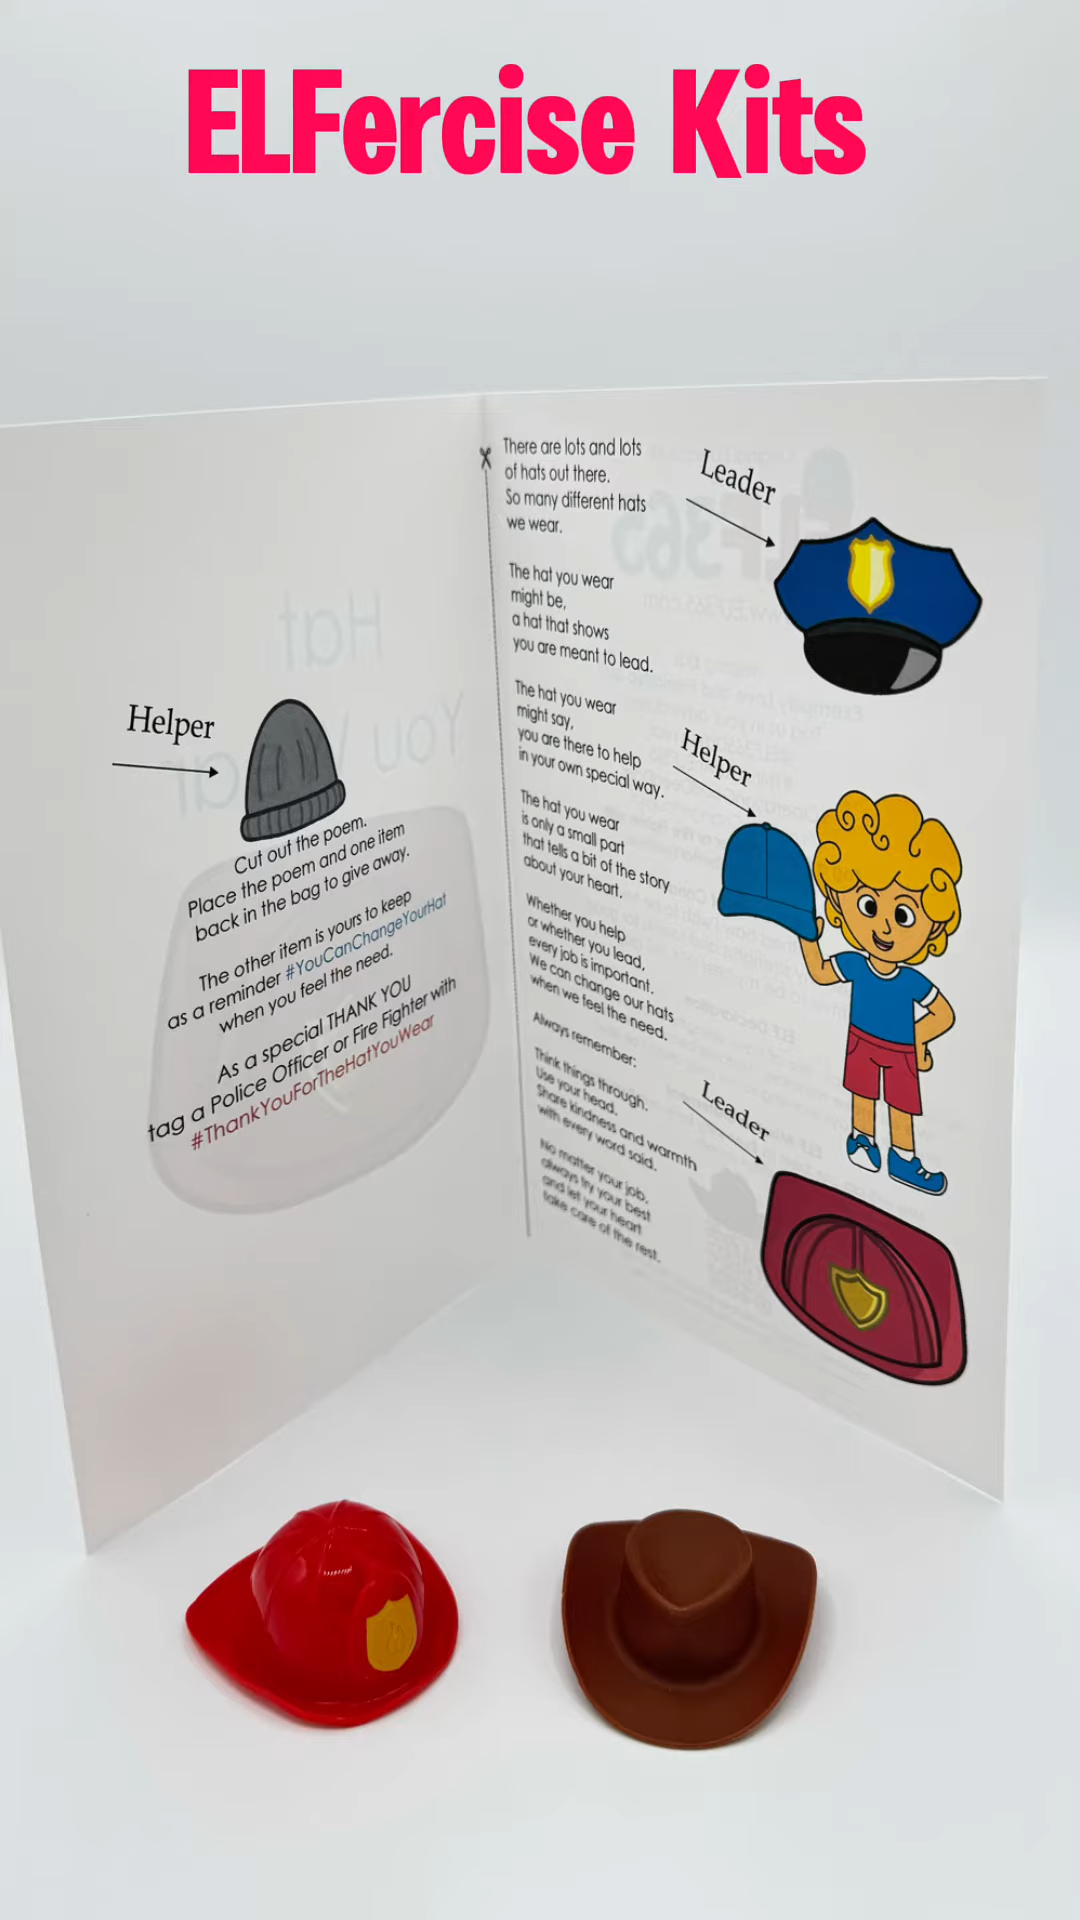 ELFercise Kits
Helper
Cut out the poem.
Place the poem and one item
back in the bag to give away.
The other item is yours to keep
as a reminder #YouCanChangeYourHat
when you feel the need.
As a special THANK YOU
tag a Police Officer or Fire Fighter with
#ThankYouForTheHatYouWear
There are lots and lots
of hats out there.
So many different hats
we wear.
The hat you wear
might be,
a hat that shows
you are meant to lead.
The hat you wear
might say,
you are there to help
in your own special way.
The hat you wear
is only a small part
that tells a bit of the story
about your heart.
Whether you help
or whether you lead,
every job is important.
We can change our hats
when we feel the need.
Always remember:
Think things through.
Use your head.
Share kindness and warmth
with every word said.
No matter your job,
always try your best
and let your heart
take care of the rest.
Leader
Helper
Leader
Hat
You Wear
ELF365
www.ELF365.com